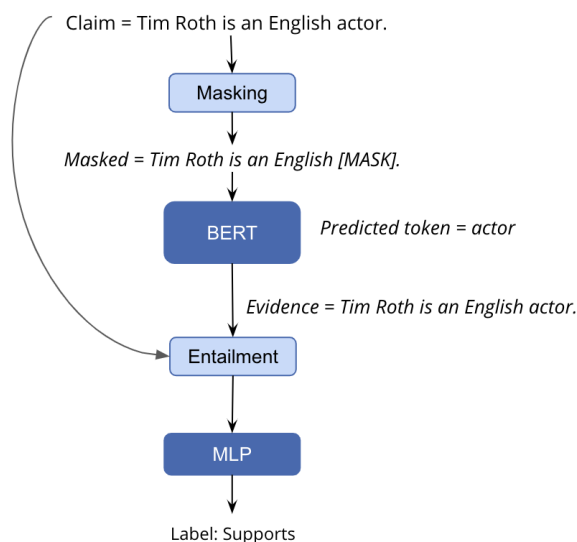 Claim = Tim Roth is an English actor.
Masking
Masked = Tim Roth is an English [MASK].
BERT
Predicted token = actor
Evidence = Tim Roth is an English actor.
Entailment
MLP
Label: Supports